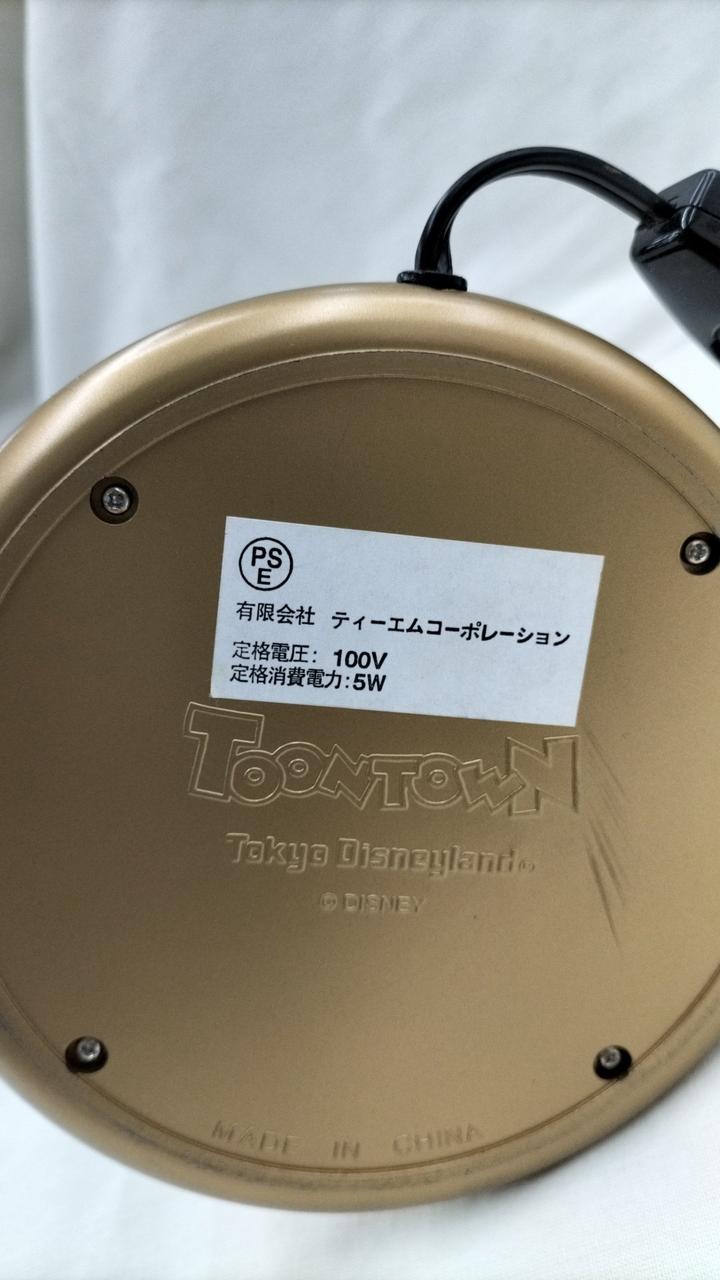 PS
E
有限会社 ティーエムコーポレーション
定格電圧: 100V
定格消費電力:5W
TOONTOWN
Tokyo Disneyland®
© DISNEY
MADE IN CHINA